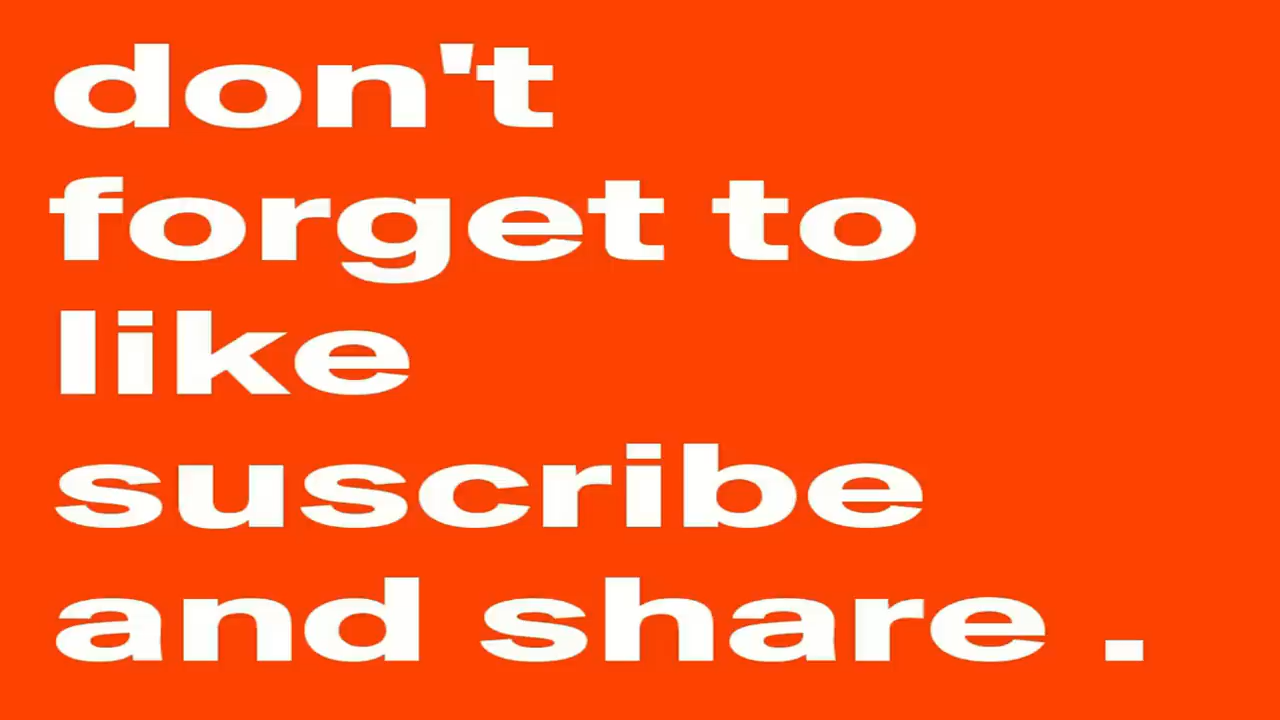 don't
forget to
like
suscribe
and share .